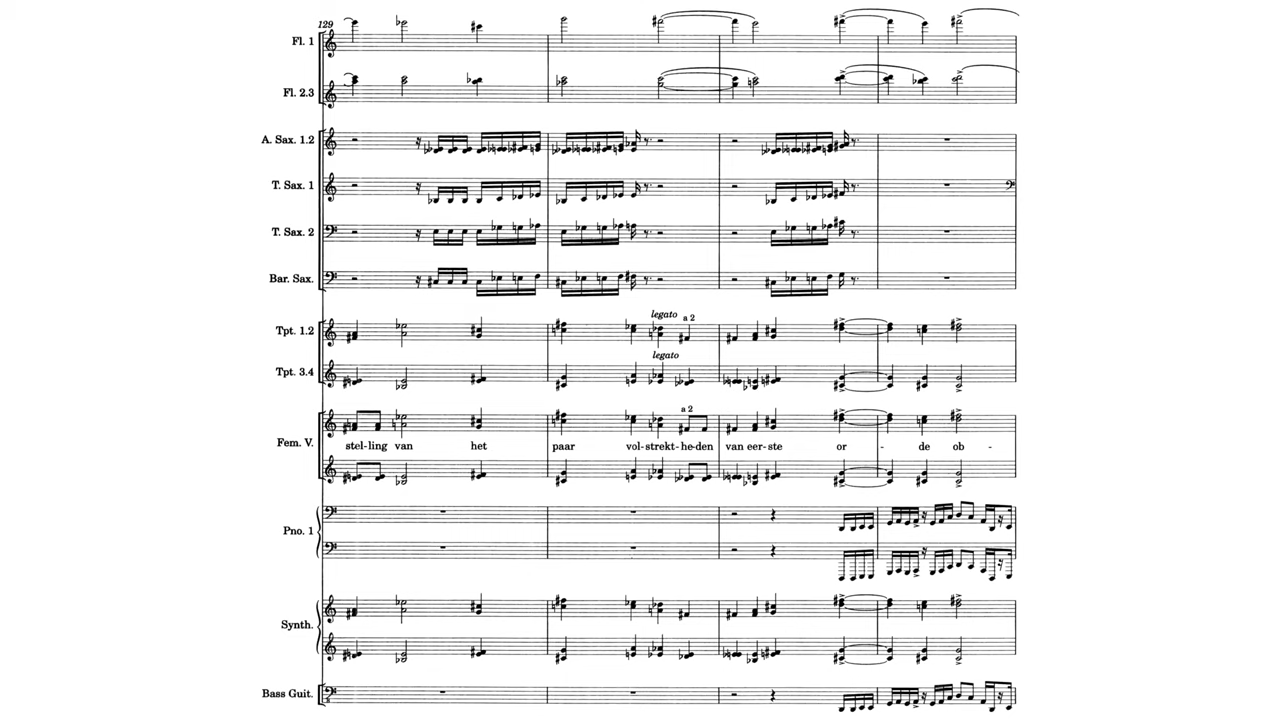 129
Fl. 1
Fl. 2.3
A. Sax. 1.2
T. Sax. 1
T. Sax. 2
Bar. Sax.
legato
a 2
Tpt. 1.2
legato
Tpt. 3.4
a 2
Fem. V.
stel-ling van het paar vol-strekt-he-den van eer-ste or - de ob -
Pno. 1
Synth.
Bass Guit.